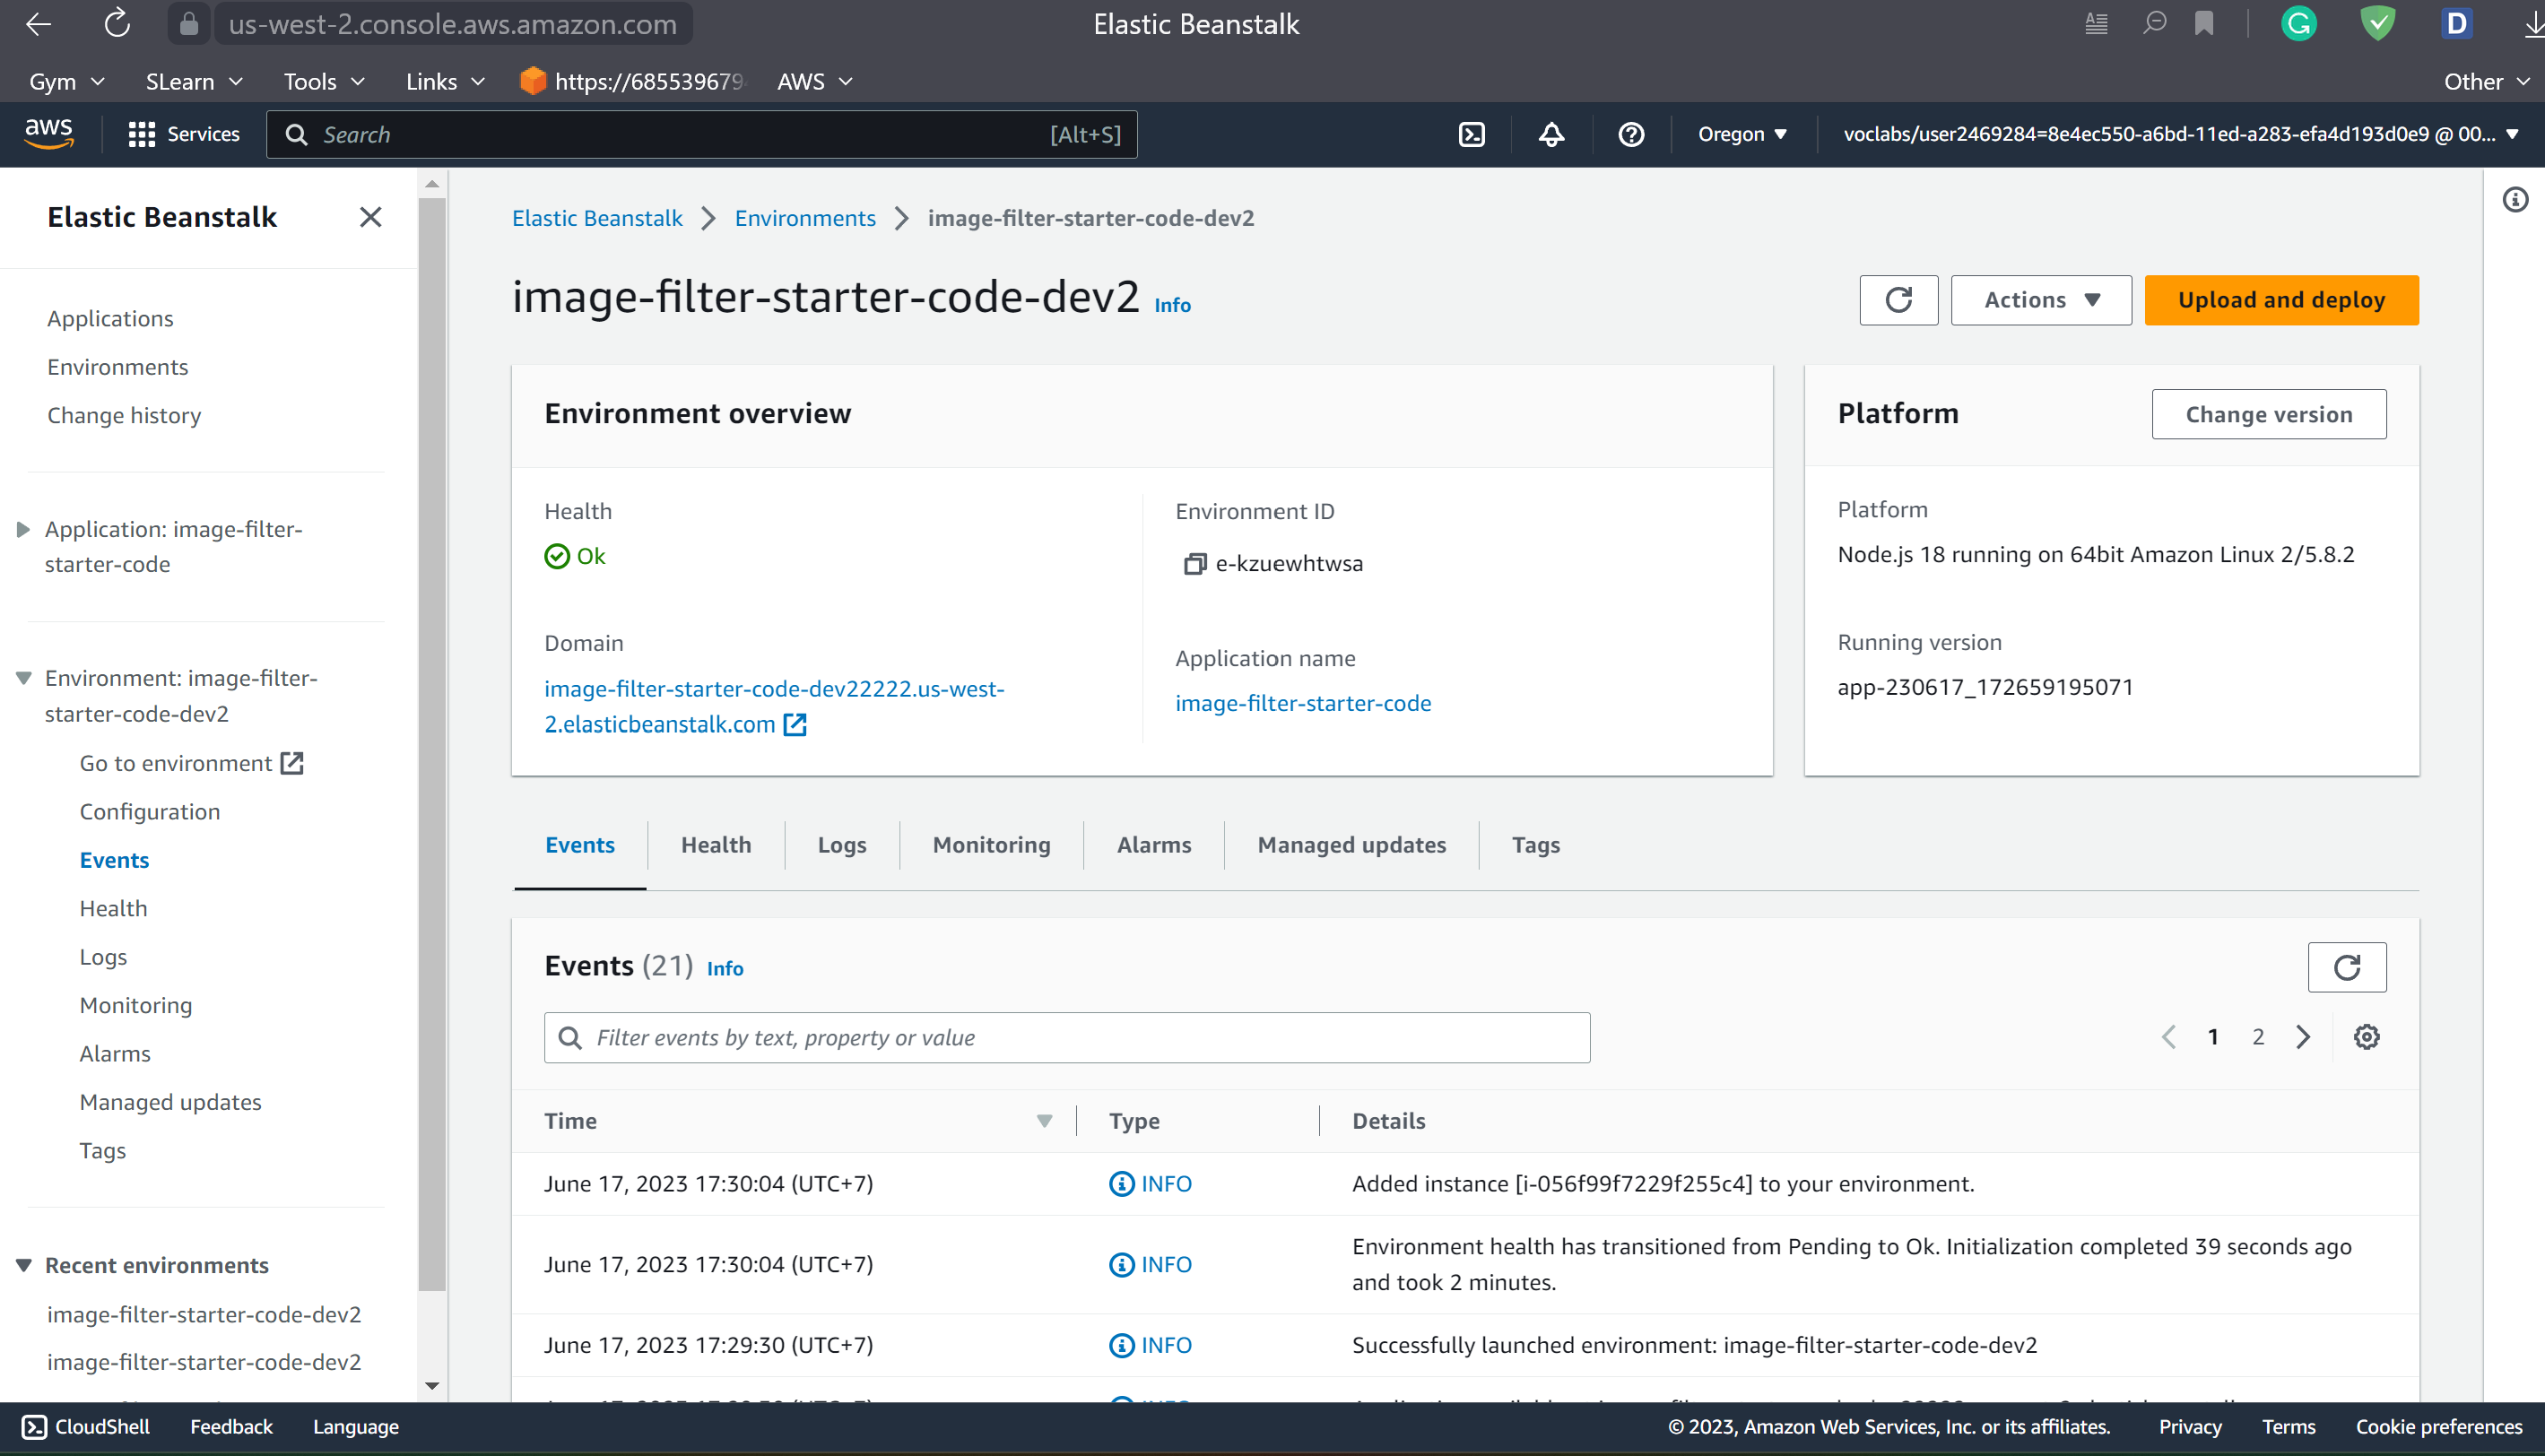 us-west-2.console.aws.amazon.com
Elastic Beanstalk
G
D
Gym
SLearn
Tools
Links
https://685539679
AWS
Other
aws
Services
Search
[Alt+S]
Oregon
voclabs/user2469284=8e4ec550-a6bd-11ed-a283-efa4d193d0e9 @ 00...
Elastic Beanstalk
Applications
Environments
Change history
Application: image-filter-
starter-code
Environment: image-filter-
starter-code-dev2
Go to environment
Configuration
Events
Health
Logs
Monitoring
Alarms
Managed updates
Tags
Recent environments
image-filter-starter-code-dev2
image-filter-starter-code-dev2
Elastic Beanstalk
Environments
image-filter-starter-code-dev2
image-filter-starter-code-dev2 Info
Actions
Upload and deploy
Environment overview
Health
Ok
Domain
image-filter-starter-code-dev22222.us-west-
2.elasticbeanstalk.com
Environment ID
e-kzuewhtwsa
Application name
image-filter-starter-code
Platform
Change version
Platform
Node.js 18 running on 64bit Amazon Linux 2/5.8.2
Running version
app-230617_172659195071
Events
Health
Logs
Monitoring
Alarms
Managed updates
Tags
Events (21) Info
Filter events by text, property or value
1
2
Time
Type
Details
June 17, 2023 17:30:04 (UTC+7)
INFO
Added instance [i-056f99f7229f255c4] to your environment.
June 17, 2023 17:30:04 (UTC+7)
INFO
Environment health has transitioned from Pending to Ok. Initialization completed 39 seconds ago
and took 2 minutes.
June 17, 2023 17:29:30 (UTC+7)
INFO
Successfully launched environment: image-filter-starter-code-dev2
CloudShell
Feedback
Language
© 2023, Amazon Web Services, Inc. or its affiliates.
Privacy
Terms
Cookie preferences